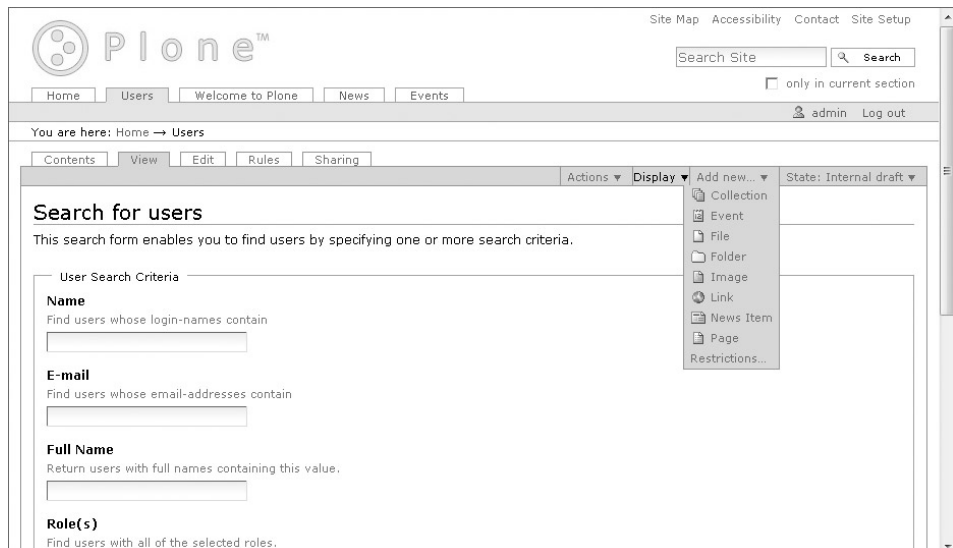 Site Map Accessibility Contact Site Setup
Plone™
Search Site Search
only in current section
Home Users Welcome to Plone News Events
admin Log out
You are here: Home → Users
Contents View Edit Rules Sharing
Actions ▼ Display ▼ Add new... ▼ State: Internal draft ▼
Collection
Event
File
Folder
Image
Link
News Item
Page
Restrictions...
Search for users
This search form enables you to find users by specifying one or more search criteria.
User Search Criteria
Name
Find users whose login-names contain
E-mail
Find users whose email-addresses contain
Full Name
Return users with full names containing this value.
Role(s)
Find users with all of the selected roles.